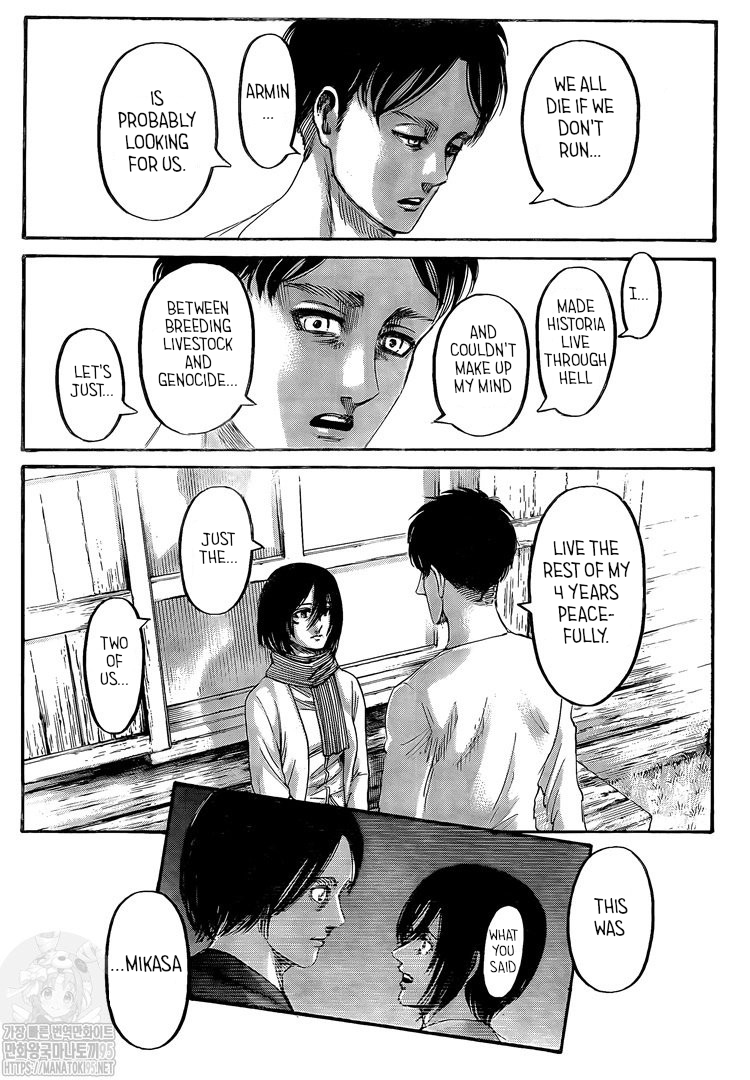 WE ALL
DIE IF WE
DON'T
RUN...
ARMIN
...
IS
PROBABLY
LOOKING
FOR US.
I...
MADE
HISTORIA
LIVE
THROUGH
HELL
AND
COULDN'T
MAKE UP
MY MIND
BETWEEN
BREEDING
LIVESTOCK
AND
GENOCIDE...
LET'S
JUST...
LIVE THE
REST OF MY
4 YEARS
PEACE-
FULLY.
JUST
THE...
TWO
OF
US...
THIS
WAS
WHAT
YOU
SAID
...MIKASA
가장 빠른 번역만화이트
만화왕국마나토끼95
HTTPS://MANATOKI95.NET